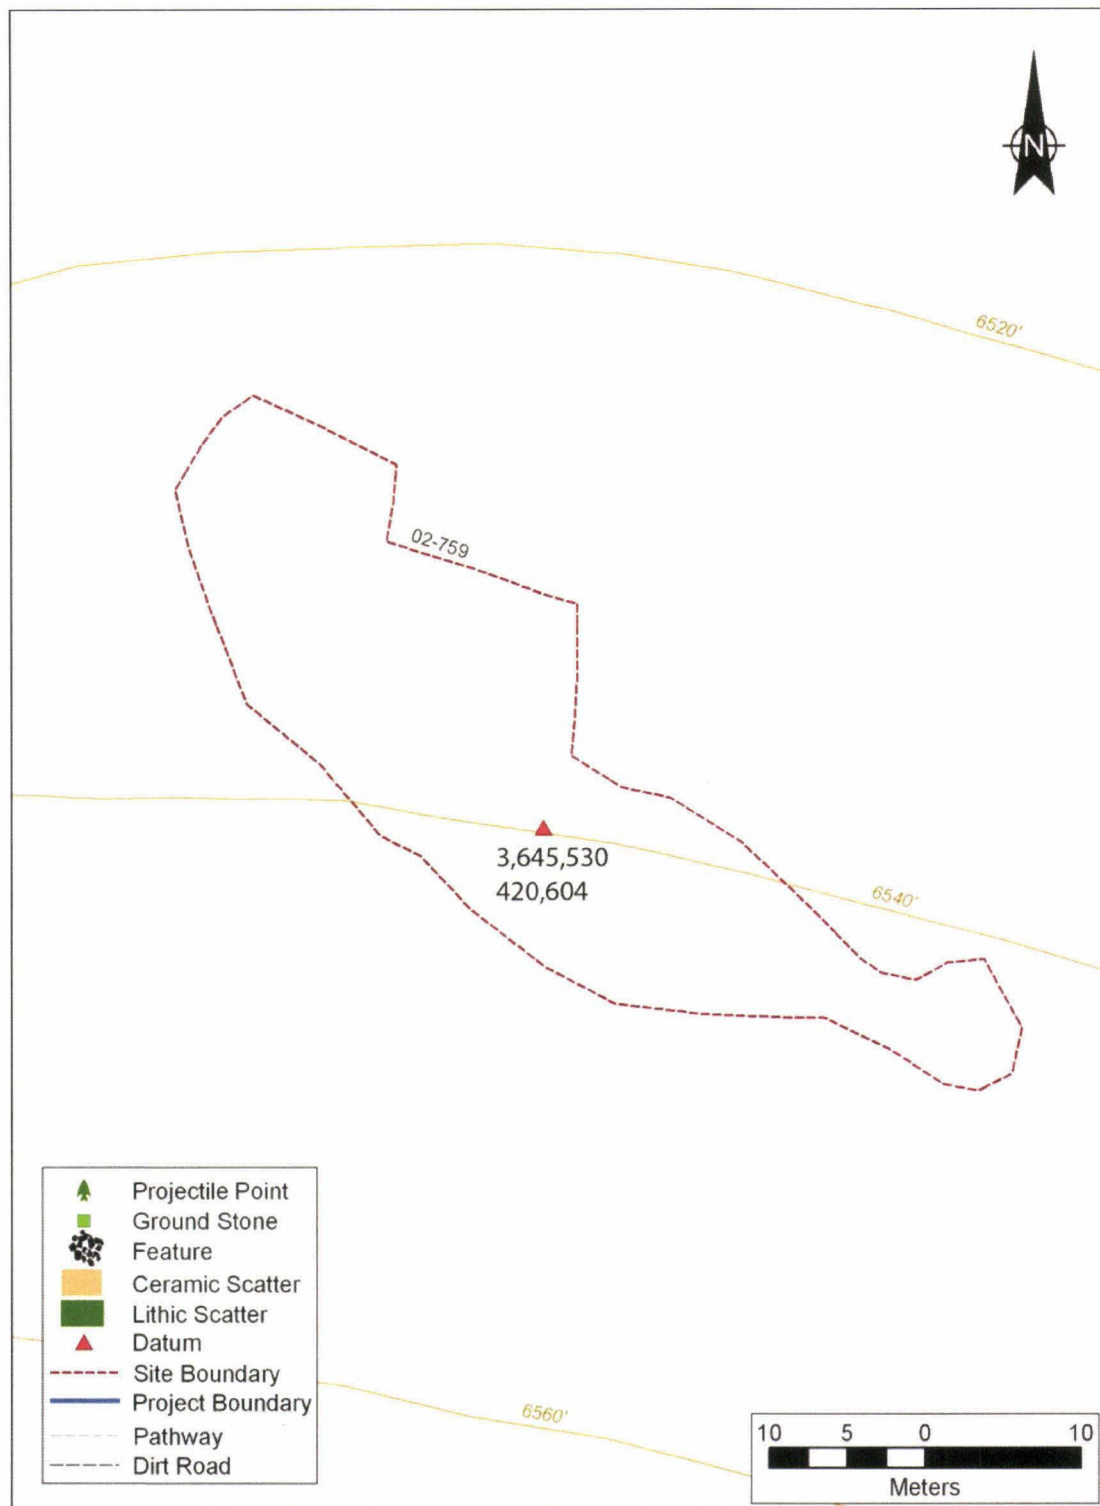 N
6520'
02-759
3,645,530
420,604
6540'
Projectile Point
Ground Stone
Feature
Ceramic Scatter
Lithic Scatter
Datum
Site Boundary
Project Boundary
Pathway
Dirt Road
6560'
10 5 0 10
Meters